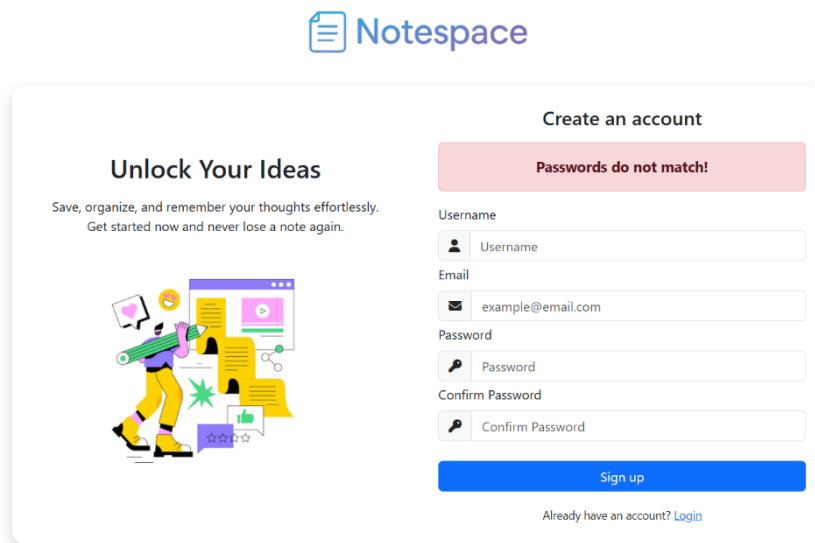 Notespace
Unlock Your Ideas
Save, organize, and remember your thoughts effortlessly.
Get started now and never lose a note again.
Create an account
Passwords do not match!
Username
Username
Email
example@email.com
Password
Password
Confirm Password
Confirm Password
Sign up
Already have an account? Login